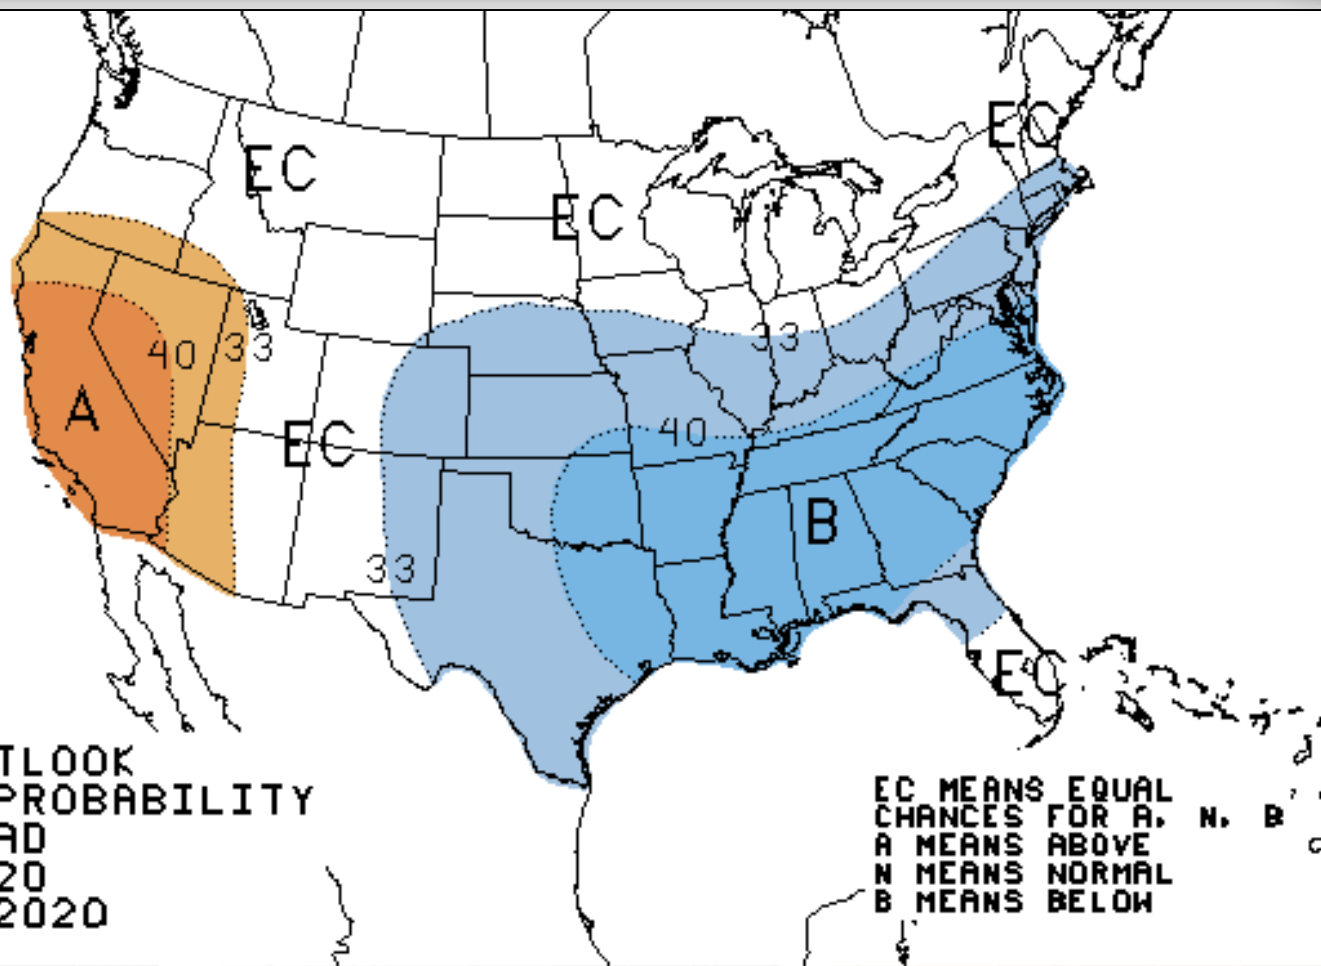 EC
EC
EC
33
40
33
A
40
EC
B
33
EC
TLOOK
PROBABILITY
AD
20
2020
EC MEANS EQUAL
CHANCES FOR A, N, B
A MEANS ABOVE
N MEANS NORMAL
B MEANS BELOW